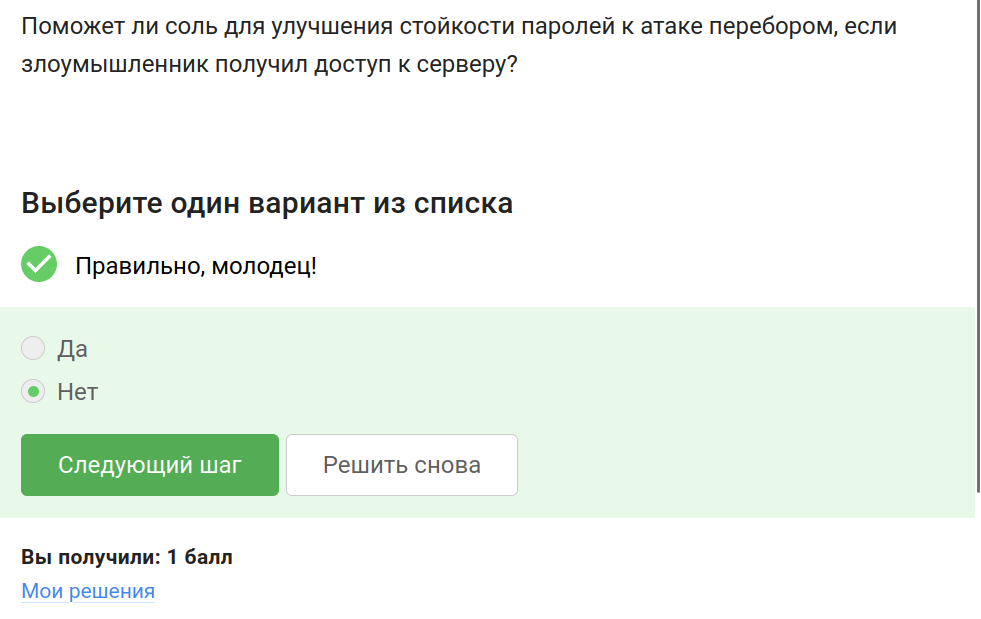 Поможет ли соль для улучшения стойкости паролей к атаке перебором, если
злоумышленник получил доступ к серверу?
Выберите один вариант из списка
Правильно, молодец!
Да
Нет
Следующий шаг
Решить снова
Вы получили: 1 балл
Мои решения